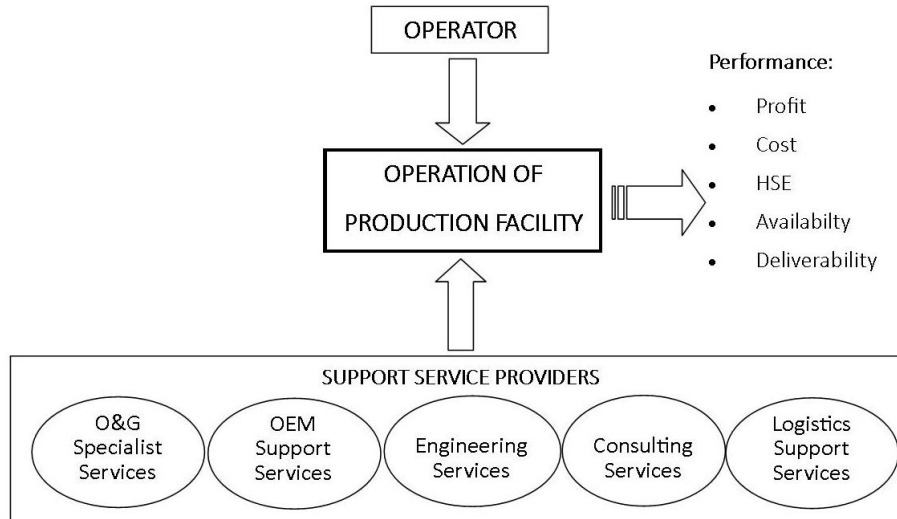 OPERATOR
Performance:
• Profit
• Cost
• HSE
• Availabilty
• Deliverability
OPERATION OF
PRODUCTION FACILITY
SUPPORT SERVICE PROVIDERS
O&G
Specialist
Services
OEM
Support
Services
Engineering
Services
Consulting
Services
Logistics
Support
Services